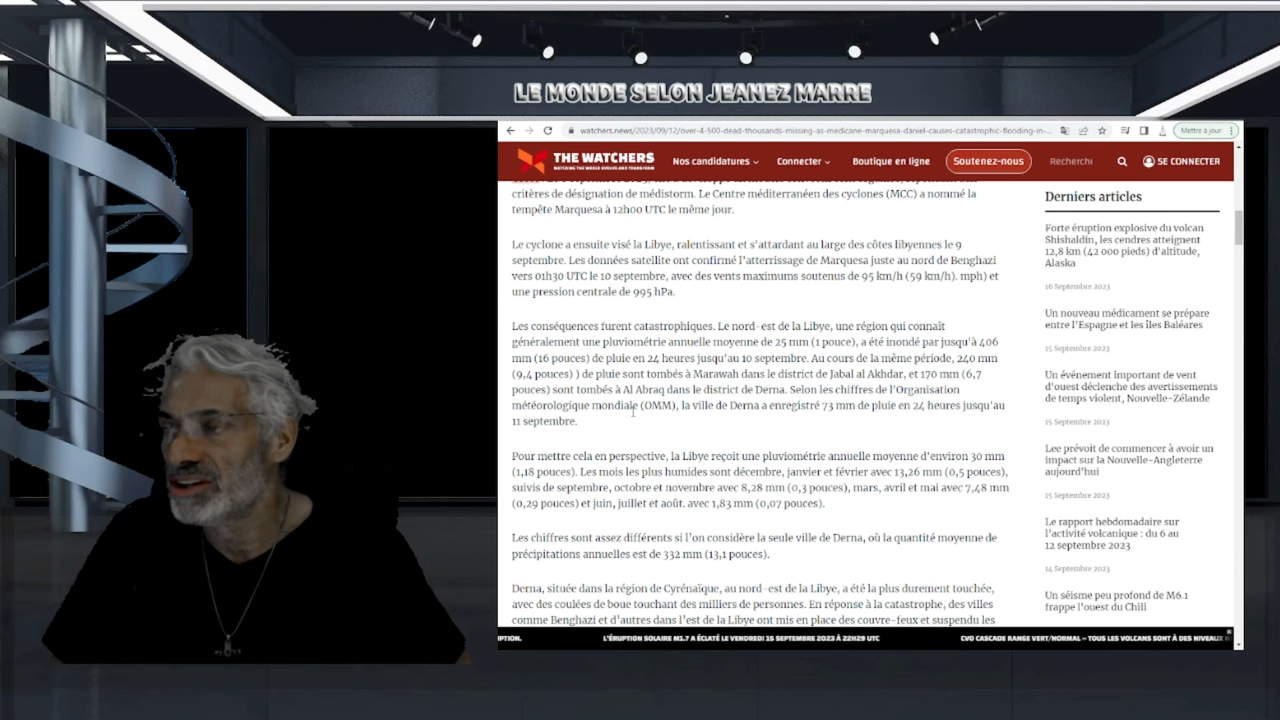 LE MONDE SELON JEANEZ MARRE
watchers.news/2023/09/12/over-4-500-dead-thousands-missing-as-medicane-marquesa-daniel-causes-catastrophic-flooding-in-...
Mettre à jour
THE WATCHERS
WATCHING THE WORLD EVOLVE AND TRANSFORM
Nos candidatures
Connecter
Boutique en ligne
Soutenez-nous
Recherche
SE CONNECTER
critères de désignation de médistorm. Le Centre méditerranéen des cyclones (MCC) a nommé la
tempête Marquesa à 12h00 UTC le même jour.
Le cyclone a ensuite visé la Libye, ralentissant et s'attardant au large des côtes libyennes le 9
septembre. Les données satellite ont confirmé l'atterrissage de Marquesa juste au nord de Benghazi
vers 01h30 UTC le 10 septembre, avec des vents maximums soutenus de 95 km/h (59 km/h). mph) et
une pression centrale de 995 hPa.
Les conséquences furent catastrophiques. Le nord-est de la Libye, une région qui connaît
généralement une pluviométrie annuelle moyenne de 25 mm (1 pouce), a été inondé par jusqu'à 406
mm (16 pouces) de pluie en 24 heures jusqu'au 10 septembre. Au cours de la même période, 240 mm
(9,4 pouces) ) de pluie sont tombés à Marawah dans le district de Jabal al Akhdar, et 170 mm (6,7
pouces) sont tombés à Al Abraq dans le district de Derna. Selon les chiffres de l'Organisation
météorologique mondiale (OMM), la ville de Derna a enregistré 73 mm de pluie en 24 heures jusqu'au
11 septembre.
Pour mettre cela en perspective, la Libye reçoit une pluviométrie annuelle moyenne d'environ 30 mm
(1,18 pouces). Les mois les plus humides sont décembre, janvier et février avec 13,26 mm (0,5 pouces),
suivis de septembre, octobre et novembre avec 8,28 mm (0,3 pouces), mars, avril et mai avec 7,48 mm
(0,29 pouces) et juin, juillet et août. avec 1,83 mm (0,07 pouces).
Les chiffres sont assez différents si l'on considère la seule ville de Derna, où la quantité moyenne de
précipitations annuelles est de 332 mm (13,1 pouces).
Derna, située dans la région de Cyrénaïque, au nord-est de la Libye, a été la plus durement touchée,
avec des coulées de boue touchant des milliers de personnes. En réponse à la catastrophe, des villes
comme Benghazi et d'autres dans l'est de la Libye ont mis en place des couvre-feux et suspendu les
Derniers articles
Forte éruption explosive du volcan
Shishaldin, les cendres atteignent
12,8 km (42 000 pieds) d'altitude,
Alaska
16 Septembre 2023
Un nouveau médicament se prépare
entre l'Espagne et les îles Baléares
15 Septembre 2023
Un événement important de vent
d'ouest déclenche des avertissements
de temps violent, Nouvelle-Zélande
15 Septembre 2023
Lee prévoit de commencer à avoir un
impact sur la Nouvelle-Angleterre
aujourd'hui
15 Septembre 2023
Le rapport hebdomadaire sur
l'activité volcanique : du 6 au
12 septembre 2023
14 Septembre 2023
Un séisme peu profond de M6.1
frappe l'ouest du Chili
PTION. L'ÉRUPTION SOLAIRE M1.7 A ÉCLATÉ LE VENDREDI 15 SEPTEMBRE 2023 À 22H29 UTC CVO CASCADE RANGE VERT/NORMAL – TOUS LES VOLCANS SONT À DES NIVEAUX